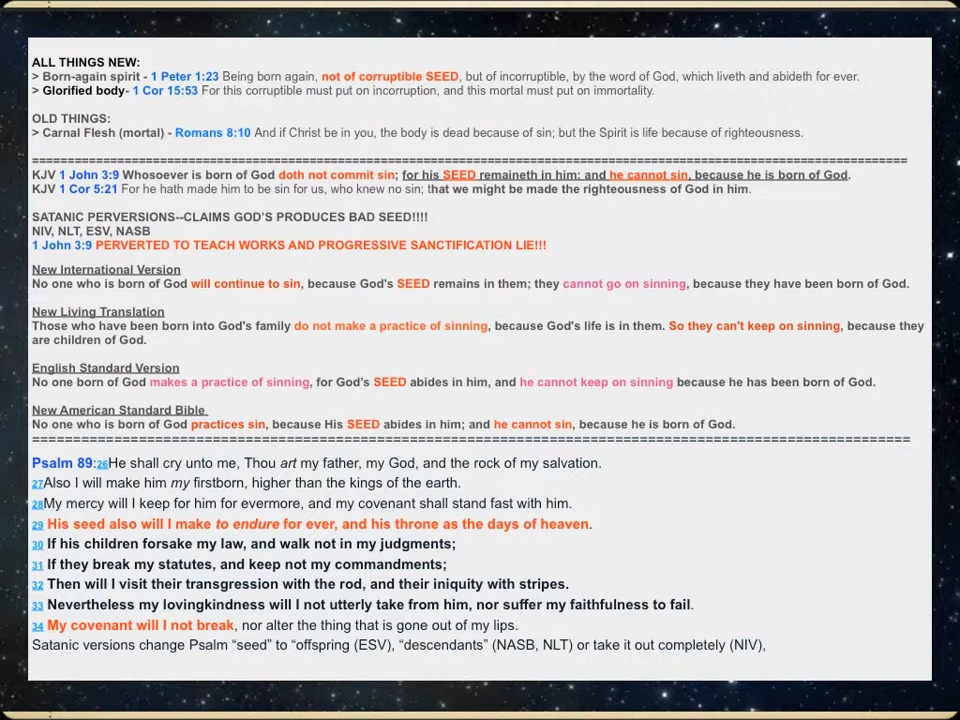 ALL THINGS NEW:
> Born-again spirit - 1 Peter 1:23 Being born again, not of corruptible SEED, but of incorruptible, by the word of God, which liveth and abideth for ever.
> Glorified body- 1 Cor 15:53 For this corruptible must put on incorruption, and this mortal must put on immortality.
OLD THINGS:
> Carnal Flesh (mortal) - Romans 8:10 And if Christ be in you, the body is dead because of sin; but the Spirit is life because of righteousness.
==============================================================================================================
KJV 1 John 3:9 Whosoever is born of God doth not commit sin; for his SEED remaineth in him: and he cannot sin, because he is born of God.
KJV 1 Cor 5:21 For he hath made him to be sin for us, who knew no sin; that we might be made the righteousness of God in him.
SATANIC PERVERSIONS--CLAIMS GOD'S PRODUCES BAD SEED!!!!
NIV, NLT, ESV, NASB
1 John 3:9 PERVERTED TO TEACH WORKS AND PROGRESSIVE SANCTIFICATION LIE!!!
New International Version
No one who is born of God will continue to sin, because God's SEED remains in them; they cannot go on sinning, because they have been born of God.
New Living Translation
Those who have been born into God's family do not make a practice of sinning, because God's life is in them. So they can't keep on sinning, because they
are children of God.
English Standard Version
No one born of God makes a practice of sinning, for God's SEED abides in him, and he cannot keep on sinning because he has been born of God.
New American Standard Bible
No one who is born of God practices sin, because His SEED abides in him; and he cannot sin, because he is born of God.
==============================================================================================================
Psalm 89:26He shall cry unto me, Thou art my father, my God, and the rock of my salvation.
27Also I will make him my firstborn, higher than the kings of the earth.
28My mercy will I keep for him for evermore, and my covenant shall stand fast with him.
29 His seed also will I make to endure for ever, and his throne as the days of heaven.
30 If his children forsake my law, and walk not in my judgments;
31 If they break my statutes, and keep not my commandments;
32 Then will I visit their transgression with the rod, and their iniquity with stripes.
33 Nevertheless my lovingkindness will I not utterly take from him, nor suffer my faithfulness to fail.
34 My covenant will I not break, nor alter the thing that is gone out of my lips.
Satanic versions change Psalm “seed” to “offspring (ESV), “descendants” (NASB, NLT) or take it out completely (NIV),